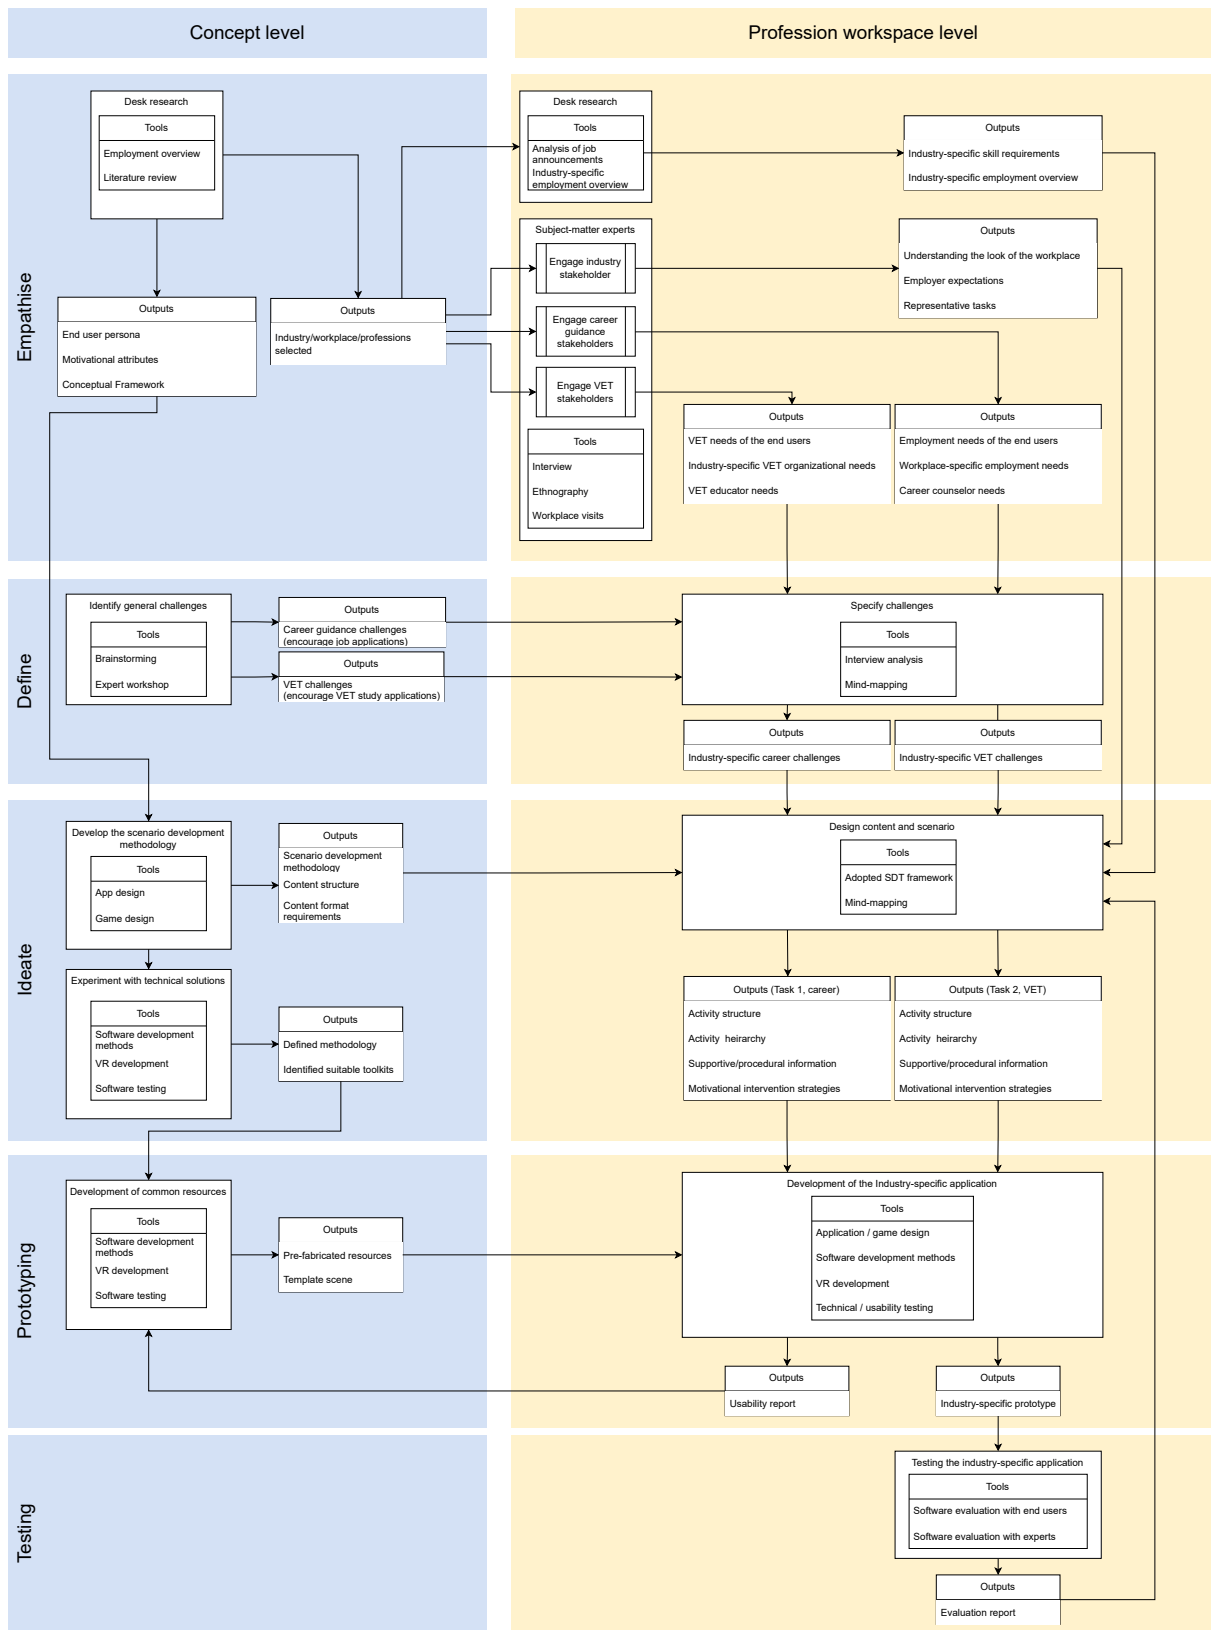 Concept level
Profession workspace level
Empathise
Desk research
Tools
Employment overview
Literature review
Outputs
End user persona
Motivational attributes
Conceptual Framework
Outputs
Industry/workplace/professions
selected
Desk research
Tools
Analysis of job
announcements
Industry-specific
employment overview
Outputs
Industry-specific skill requirements
Industry-specific employment overview
Subject-matter experts
Engage industry
stakeholder
Engage career
guidance
stakeholders
Engage VET
stakeholders
Tools
Interview
Ethnography
Workplace visits
Outputs
Understanding the look of the workplace
Employer expectations
Representative tasks
Outputs
VET needs of the end users
Industry-specific VET organizational needs
VET educator needs
Outputs
Employment needs of the end users
Workplace-specific employment needs
Career counselor needs
Define
Identify general challenges
Tools
Brainstorming
Expert workshop
Outputs
Career guidance challenges
(encourage job applications)
Outputs
VET challenges
(encourage VET study applications)
Specify challenges
Tools
Interview analysis
Mind-mapping
Outputs
Industry-specific career challenges
Outputs
Industry-specific VET challenges
Ideate
Develop the scenario development
methodology
Tools
App design
Game design
Outputs
Scenario development
methodology
Content structure
Content format
requirements
Experiment with technical solutions
Tools
Software development
methods
VR development
Software testing
Outputs
Defined methodology
Identified suitable toolkits
Design content and scenario
Tools
Adopted SDT framework
Mind-mapping
Outputs (Task 1, career)
Activity structure
Activity  heirarchy
Supportive/procedural information
Motivational intervention strategies
Outputs (Task 2, VET)
Activity structure
Activity  heirarchy
Supportive/procedural information
Motivational intervention strategies
Prototyping
Development of common resources
Tools
Software development
methods
VR development
Software testing
Outputs
Pre-fabricated resources
Template scene
Development of the Industry-specific application
Tools
Application / game design
Software development methods
VR development
Technical / usability testing
Outputs
Usability report
Outputs
Industry-specific prototype
Testing
Testing the industry-specific application
Tools
Software evaluation with end users
Software evaluation with experts
Outputs
Evaluation report